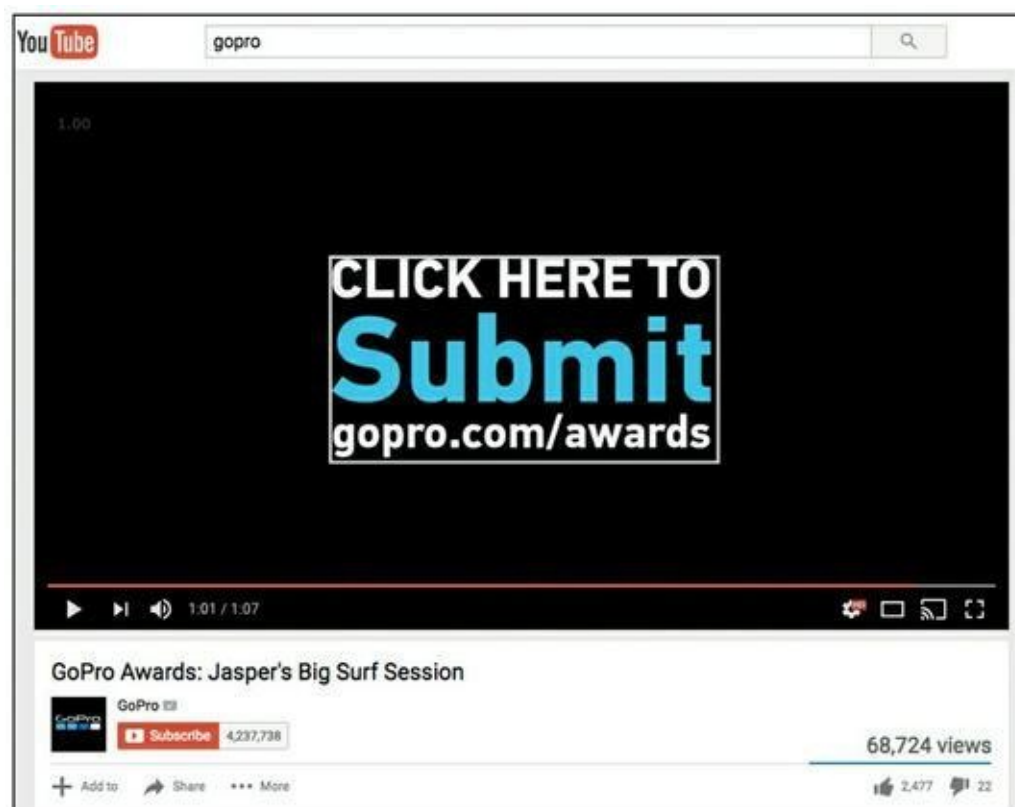 You Tube
gopro
1.00
CLICK HERE TO
Submit
gopro.com/awards
1:01 / 1:07
GoPro Awards: Jasper's Big Surf Session
GoPro
GoPro
Subscribe 4,237,738
68,724 views
Add to Share More
2,477 22